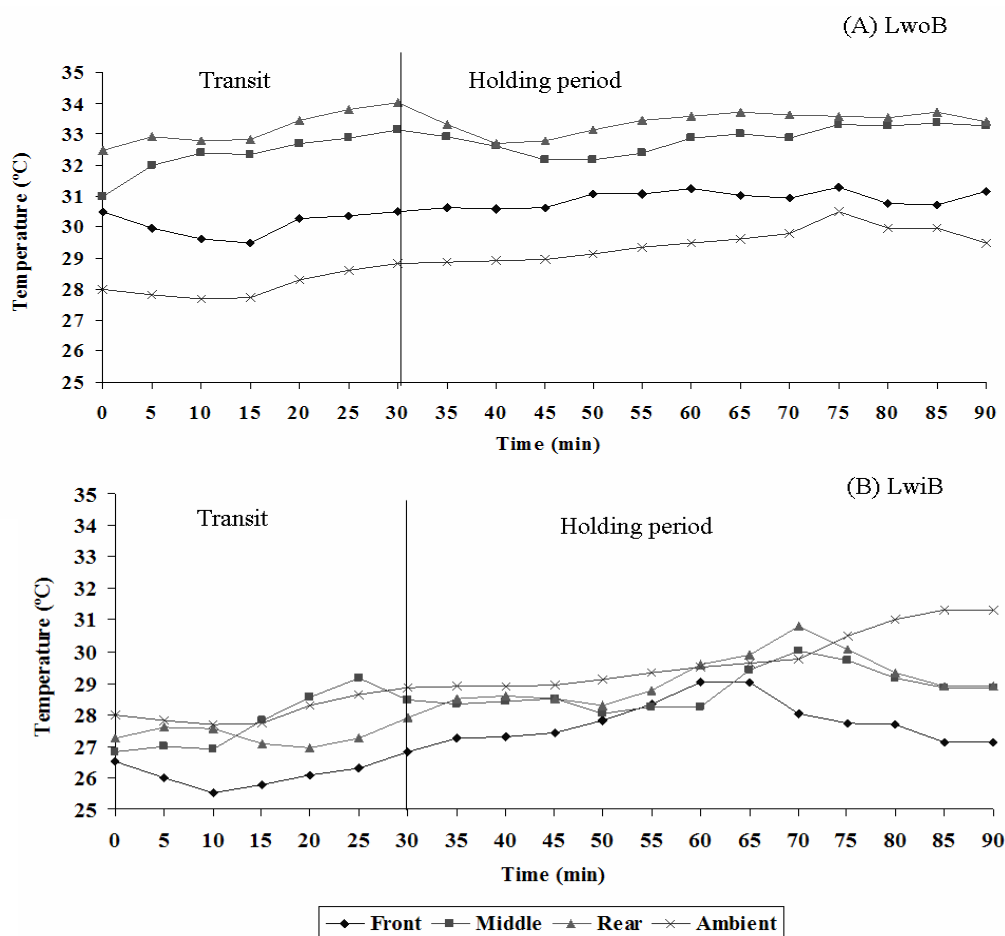 (A) LwoB
Transit Holding period
35
34
33
32
31
30
29
28
27
26
25
Temperature (ºC)
0 5 10 15 20 25 30 35 40 45 50 55 60 65 70 75 80 85 90
Time (min)
(B) LwiB
Transit Holding period
35
34
33
32
31
30
29
28
27
26
25
Temperature (ºC)
0 5 10 15 20 25 30 35 40 45 50 55 60 65 70 75 80 85 90
Time (min)
Front Middle Rear Ambient